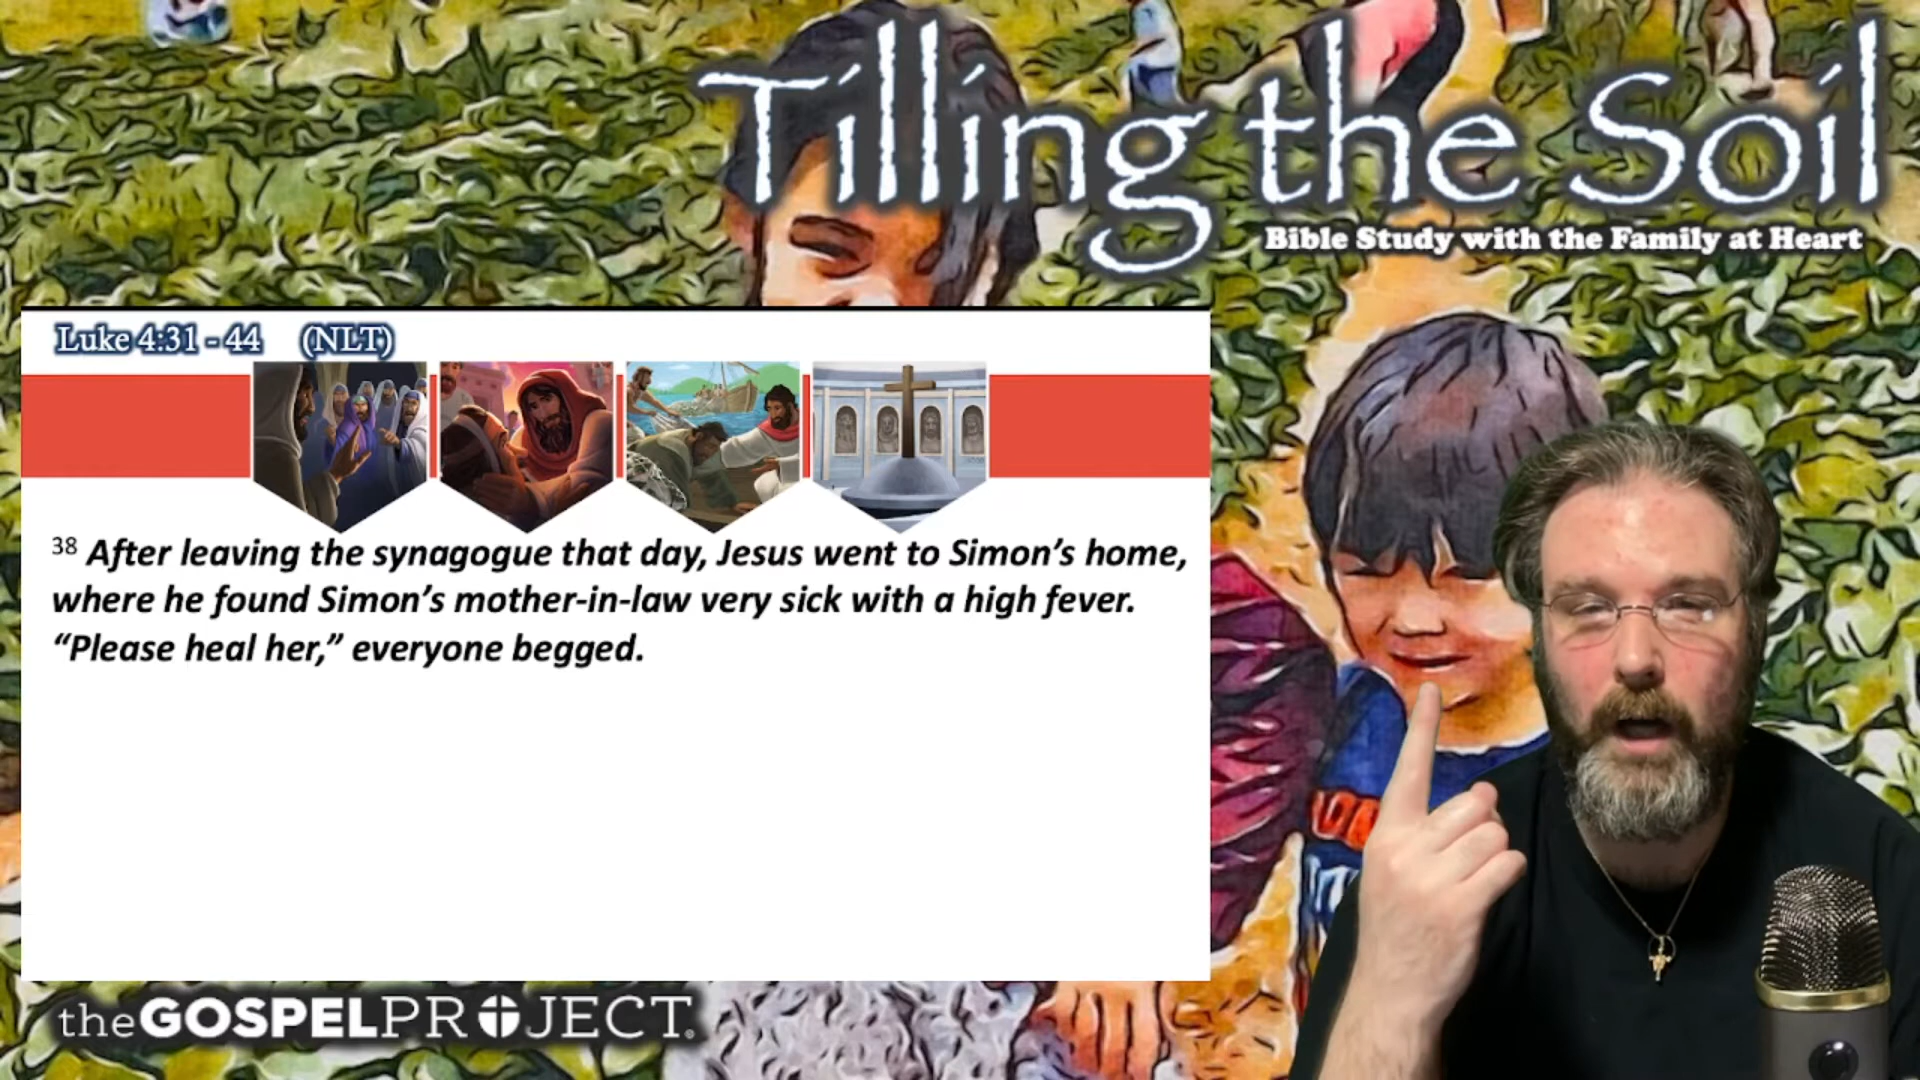 Tilling the Soil
Bible Study with the Family at Heart
Luke 4:31 - 44 (NLT)
38 After leaving the synagogue that day, Jesus went to Simon’s home,
where he found Simon’s mother-in-law very sick with a high fever.
“Please heal her,” everyone begged.
theGOSPELPROJECT.